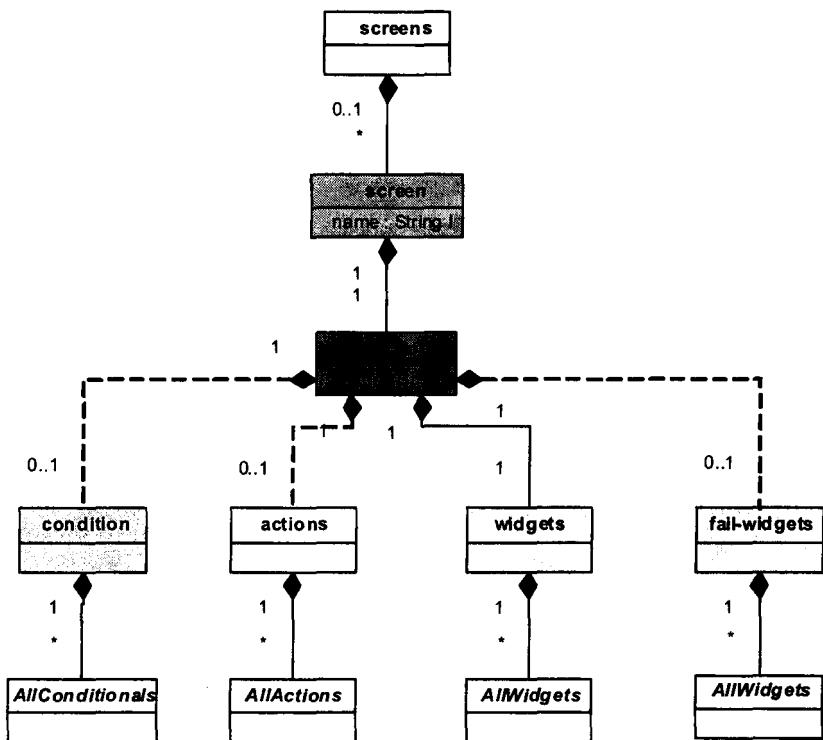 screens
0..1
*
screen
name : String
1
1
1
1
1
1
0..1
0..1
1
0..1
condition
actions
widgets
fail-widgets
1
1
1
1
*
*
*
*
AllConditionals
AllActions
AllWidgets
AllWidgets